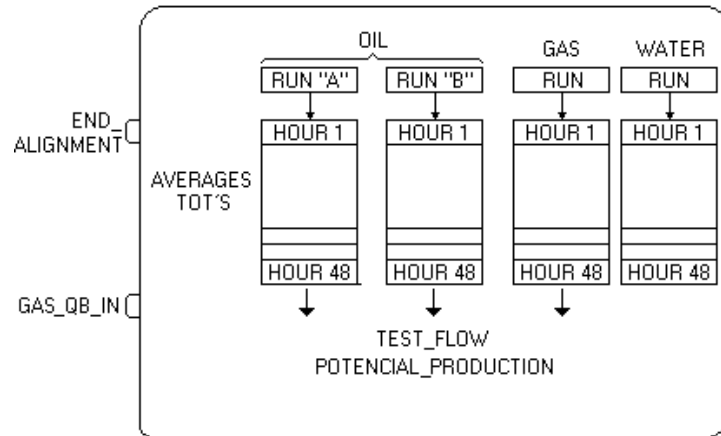 OIL
GAS
WATER
RUN "A"
RUN "B"
RUN
RUN
END_
ALIGNMENT
HOUR 1
HOUR 1
HOUR 1
HOUR 1
AVERAGES
TOT'S
HOUR 48
HOUR 48
HOUR 48
HOUR 48
GAS_QB_IN
TEST_FLOW
POTENCIAL_PRODUCTION